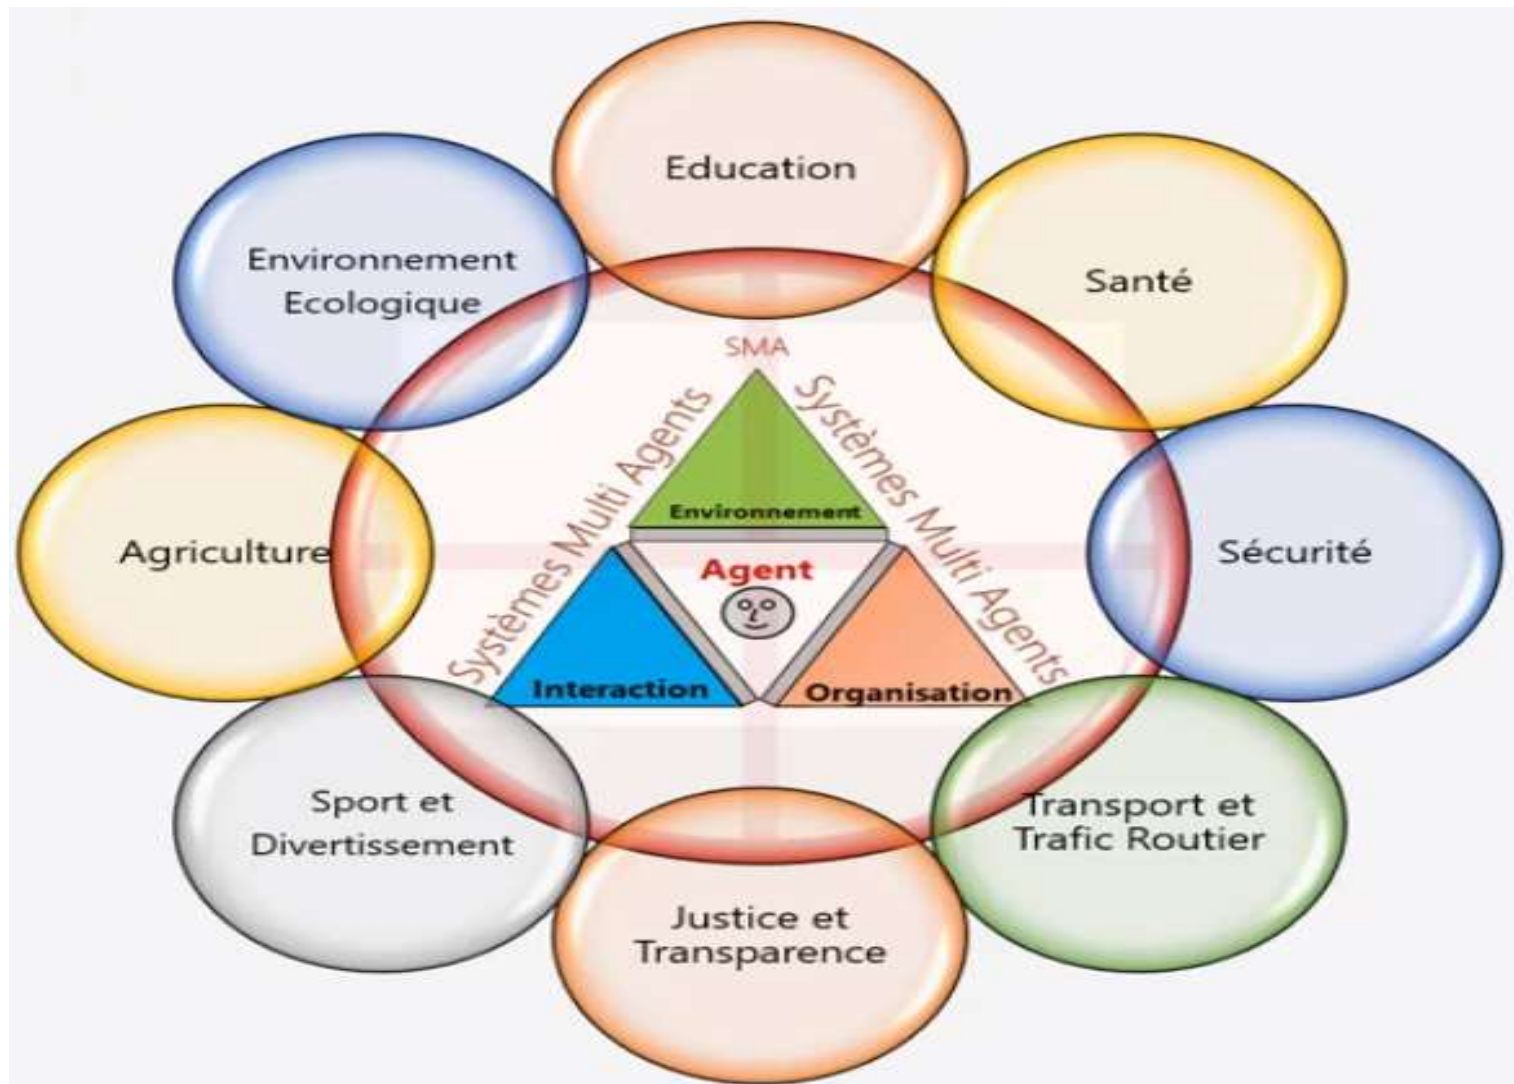 Education
Environnement
Ecologique
Santé
SMA
Systèmes Multi Agents
Systèmes Multi Agents
Environnement
Agriculture
Agent
Sécurité
Interaction
Organisation
Sport et
Divertissement
Transport et
Trafic Routier
Justice et
Transparence